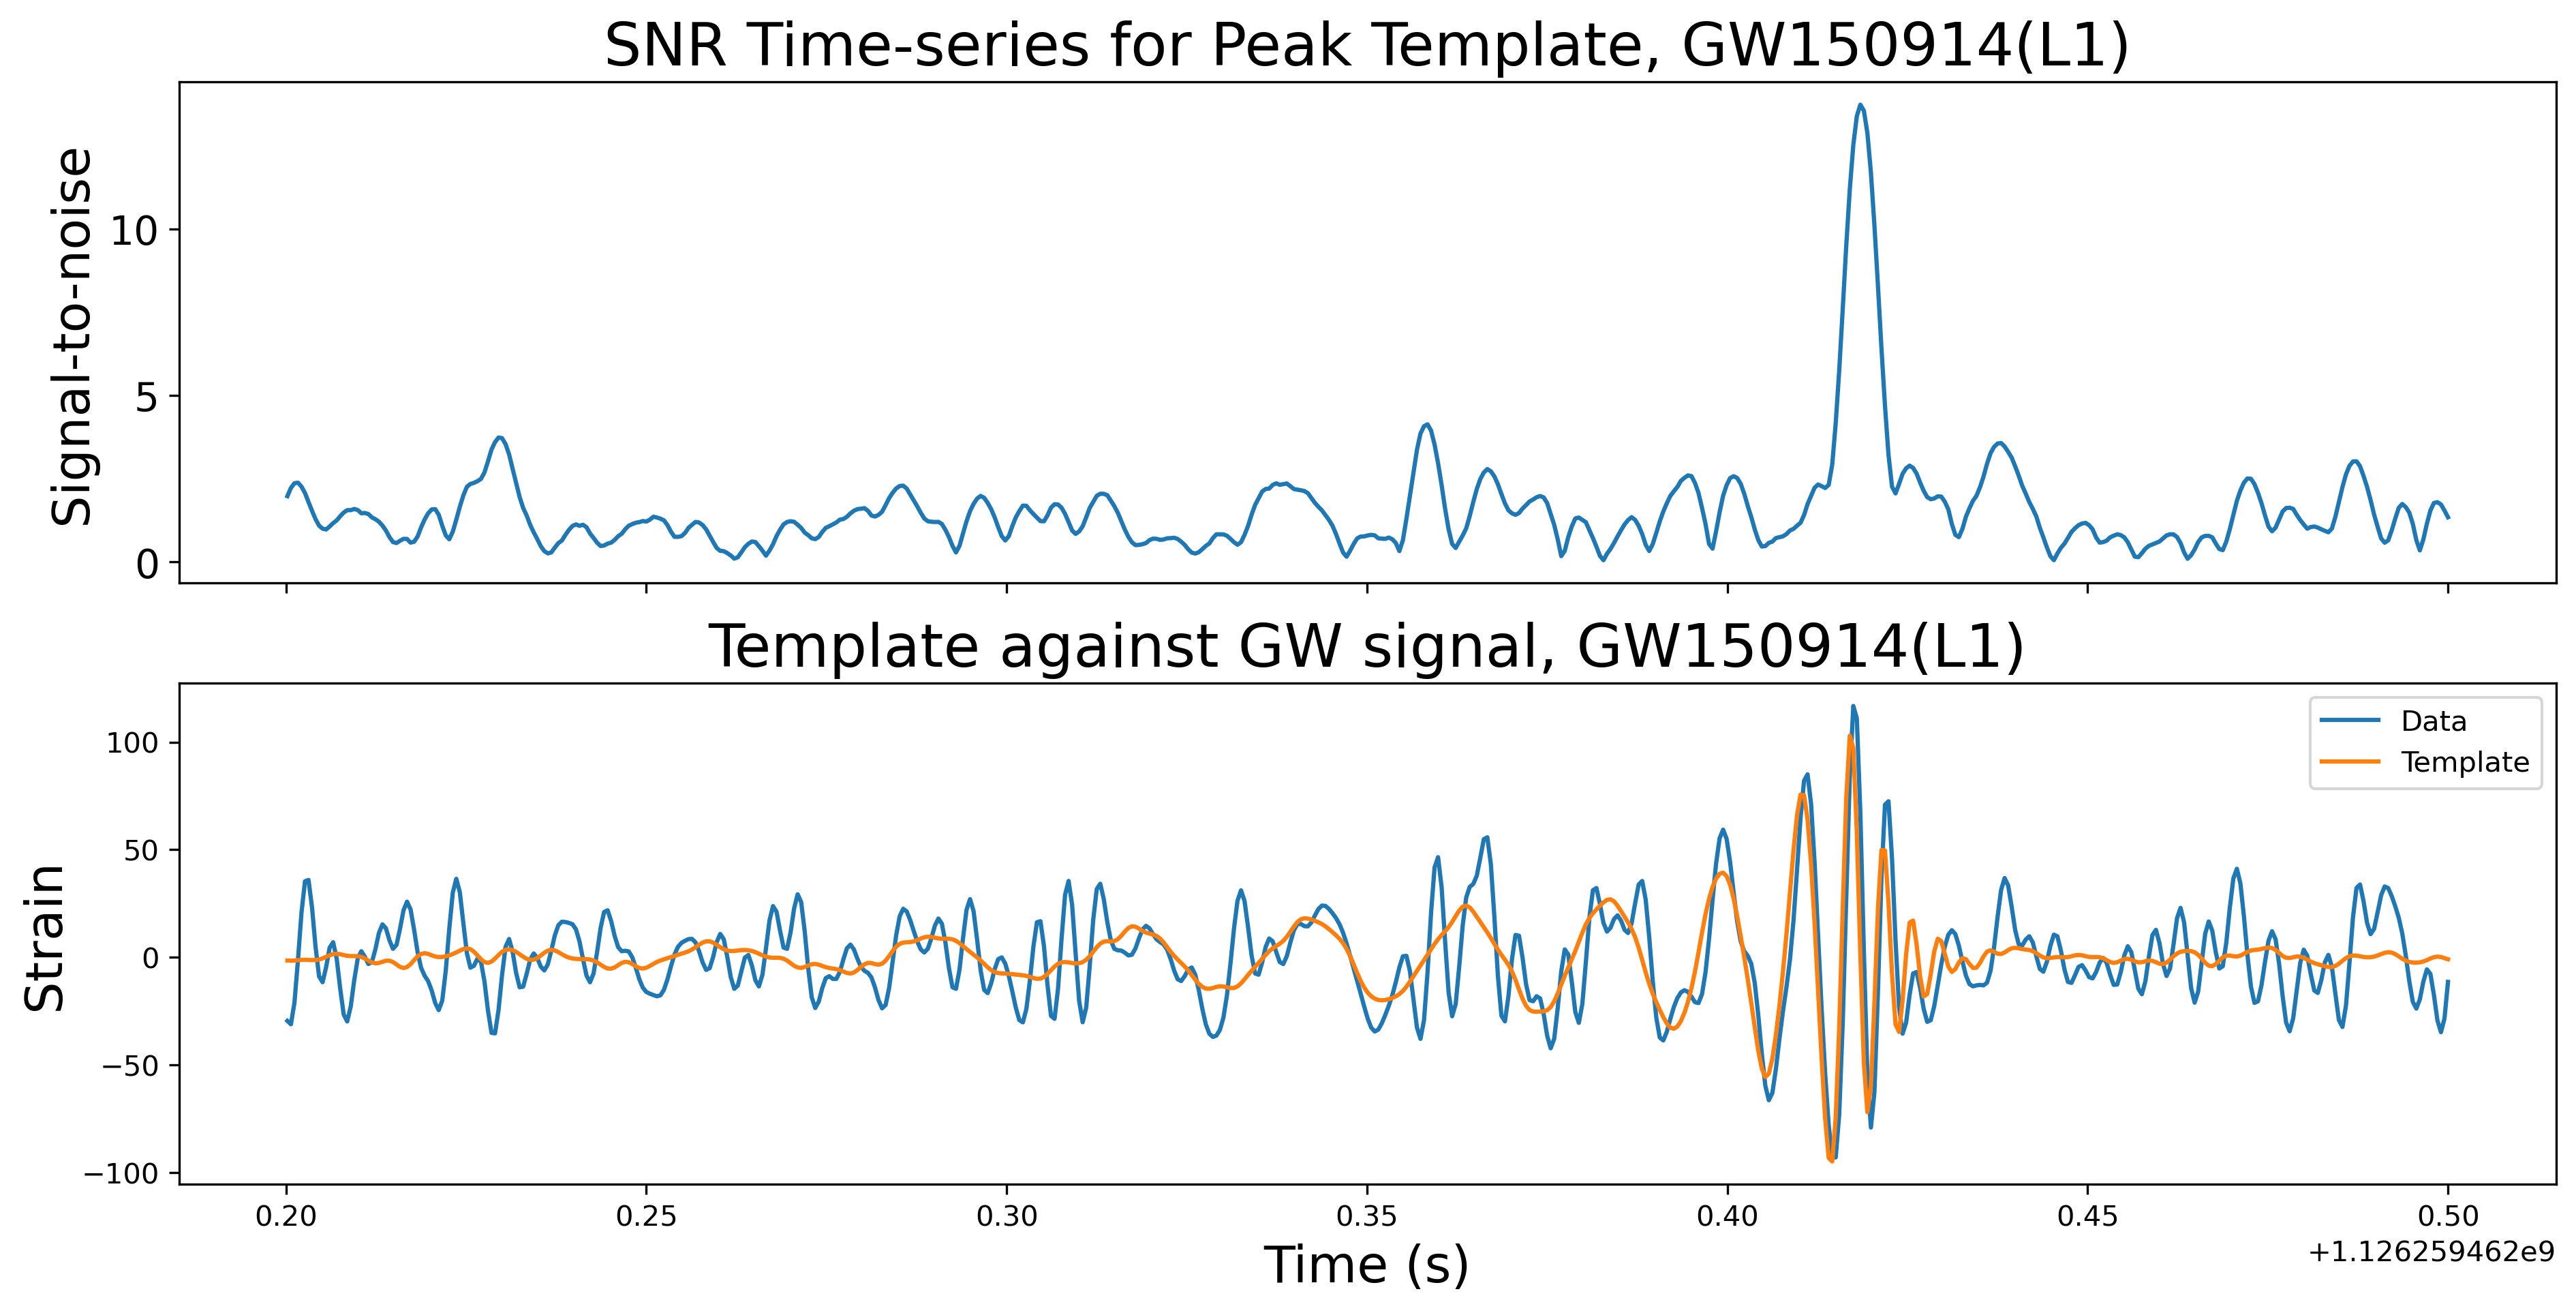 SNR Time-series for Peak Template, GW150914(L1)
Signal-to-noise
10
5
0
Template against GW signal, GW150914(L1)
Strain
100
50
0
−50
−100
Data
Template
0.20 0.25 0.30 0.35 0.40 0.45 0.50
Time (s)
+1.126259462e9